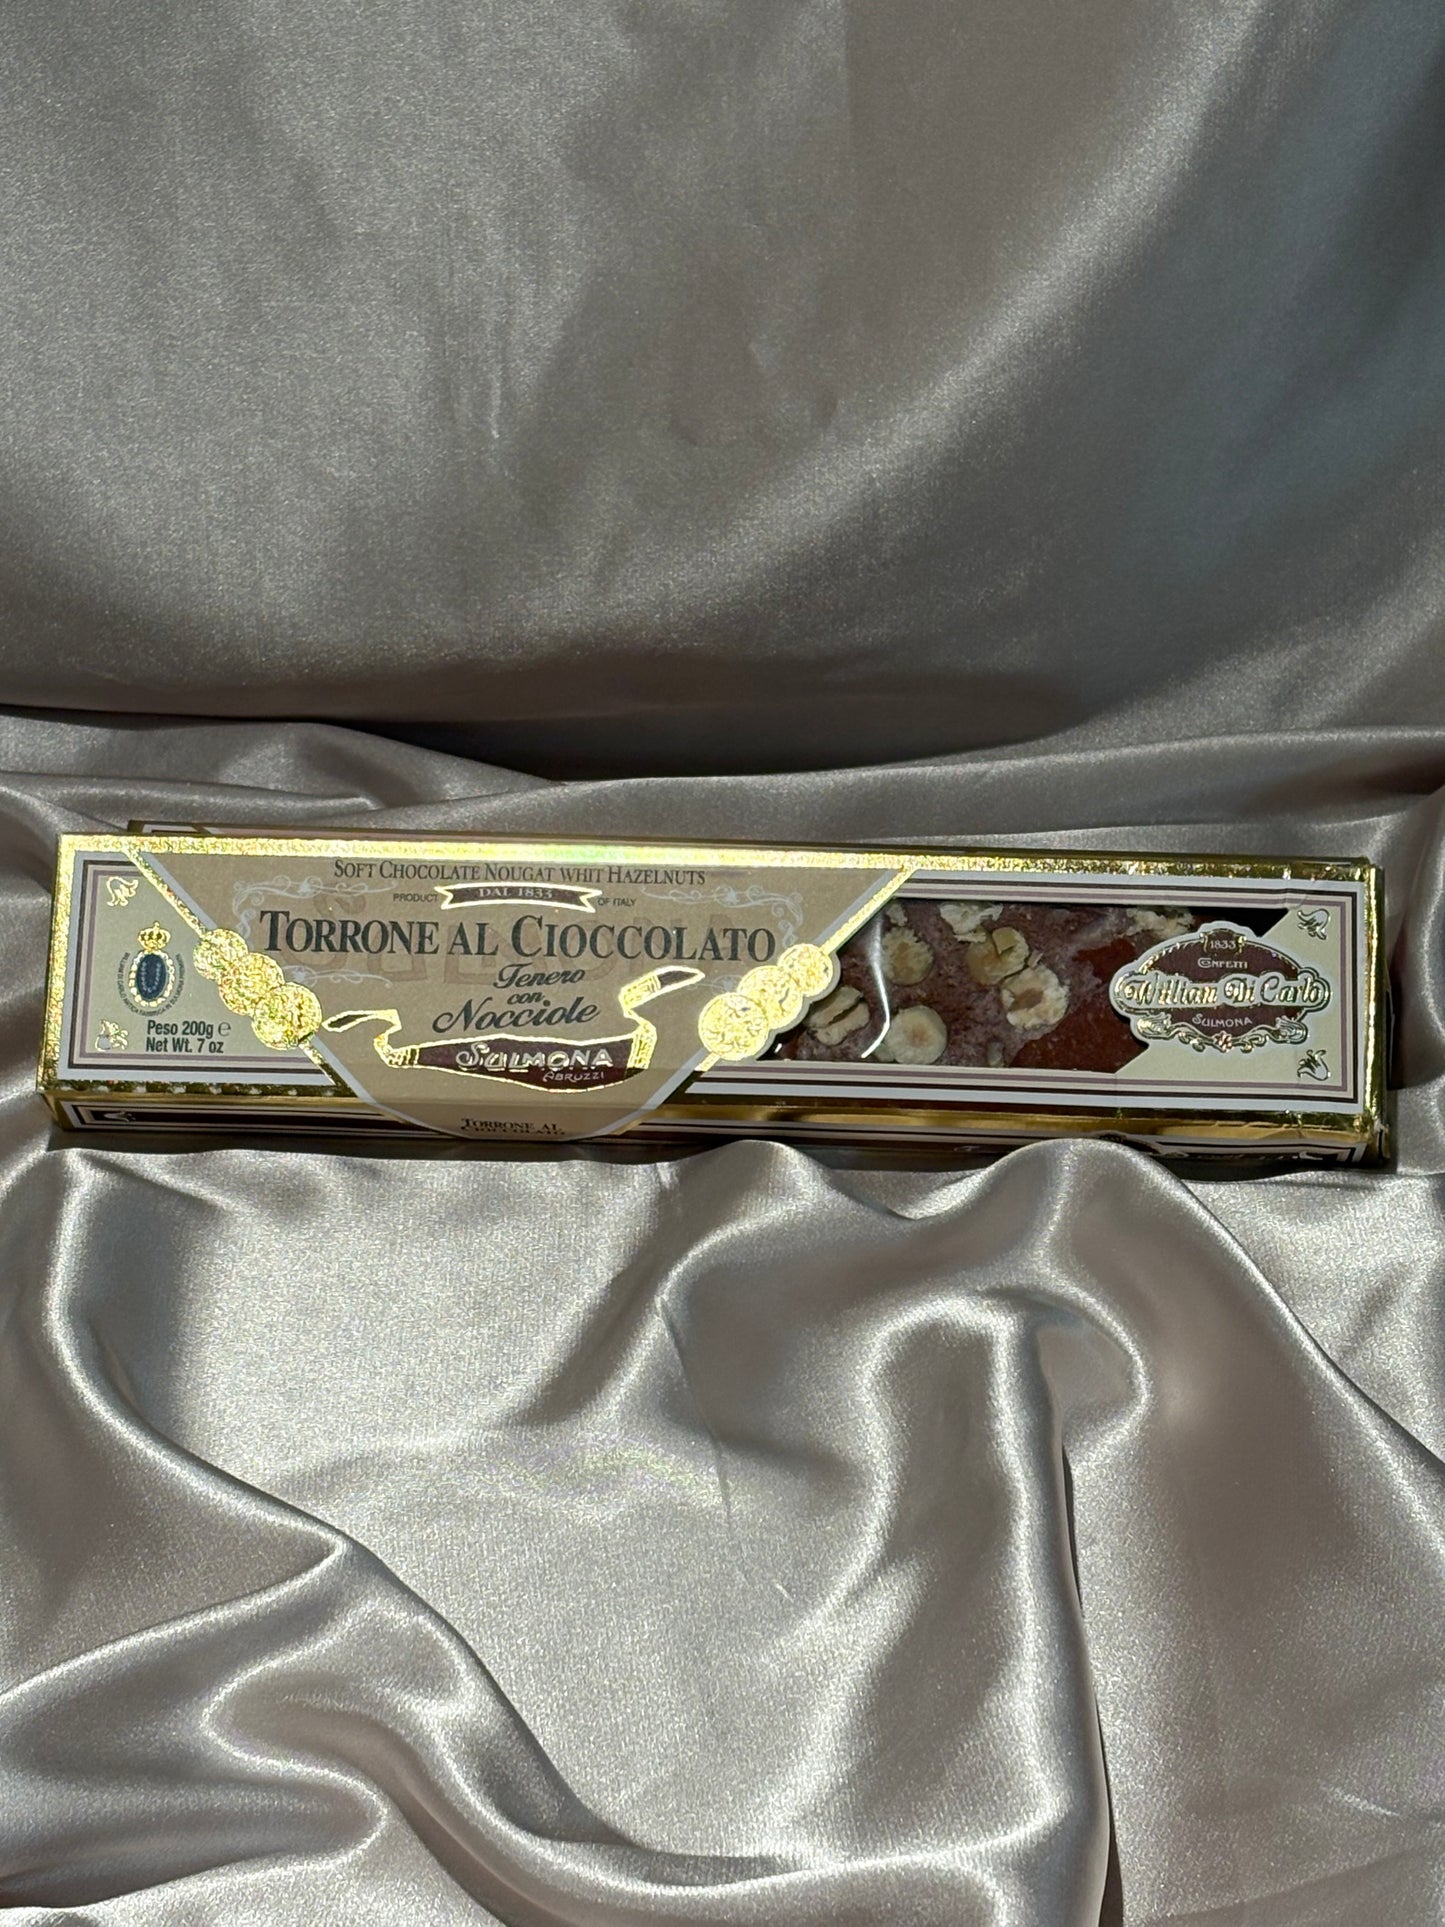 SOFT CHOCOLATE NOUGAT WHIT HAZELNUTS
PRODUCT DAL 1833 OF ITALY
TORRONE AL CIOCCOLATO
Tenero
con
Nocciole
SULMONA
ABRUZZI
Peso 200g e
Net Wt. 7 oz
1833
CONFETTI
William Di Carlo
SULMONA
TORRONE AL
CIOCCOLATO